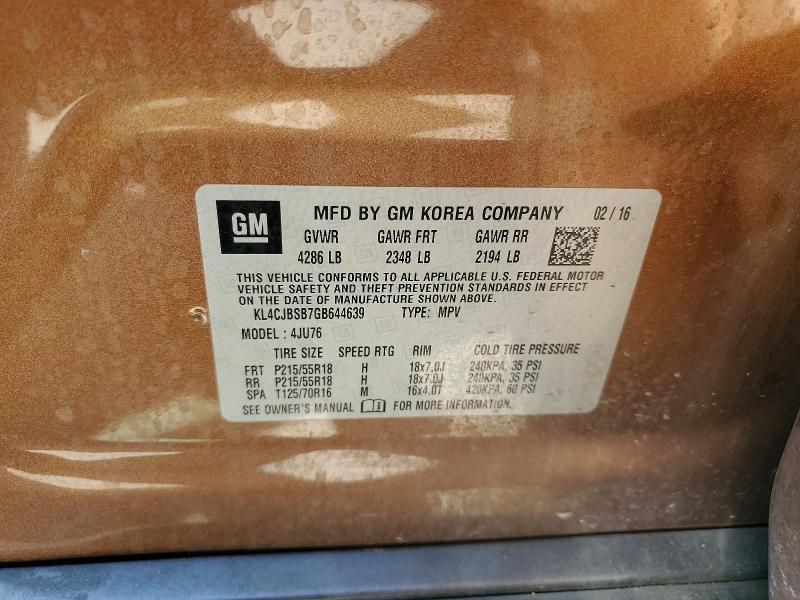 GM MFD BY GM KOREA COMPANY 02 / 16
GVWR GAWR FRT GAWR RR
4286 LB 2348 LB 2194 LB
THIS VEHICLE CONFORMS TO ALL APPLICABLE U.S. FEDERAL MOTOR
VEHICLE SAFETY AND THEFT PREVENTION STANDARDS IN EFFECT
ON THE DATE OF MANUFACTURE SHOWN ABOVE.
KL4CJBSB7GB644639 TYPE: MPV
MODEL : 4JU76
TIRE SIZE SPEED RTG RIM COLD TIRE PRESSURE
FRT P215/55R18 H 18x7.0J 240KPA, 35 PSI
RR P215/55R18 H 18x7.0J 240KPA, 35 PSI
SPA T125/70R16 M 16x4.0T 420KPA, 60 PSI
SEE OWNER'S MANUAL FOR MORE INFORMATION.